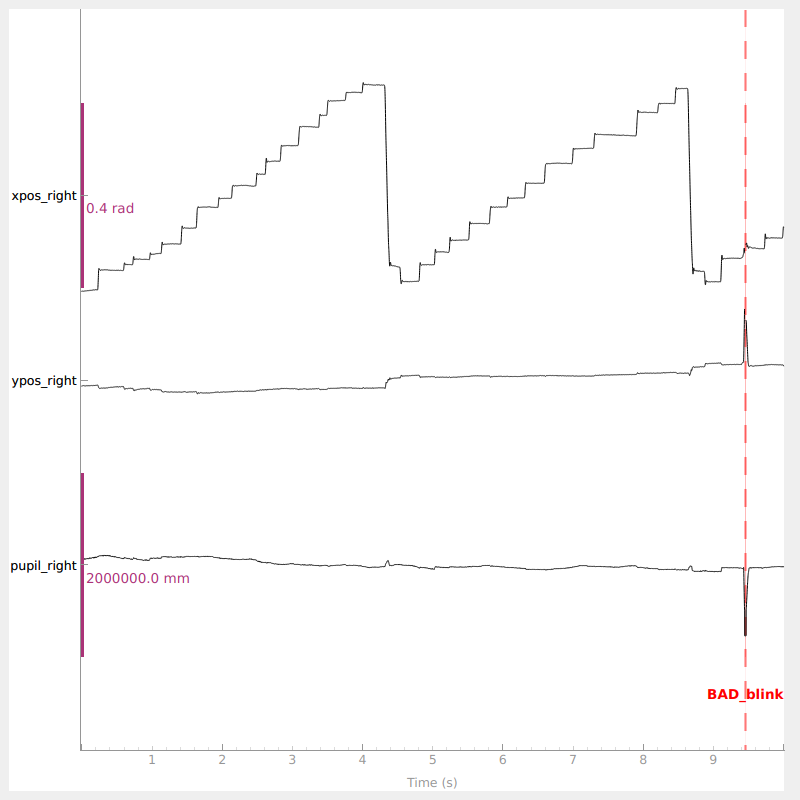 xpos_right
0.4 rad
ypos_right
pupil_right
2000000.0 mm
BAD_blink
1 2 3 4 5 6 7 8 9
Time (s)